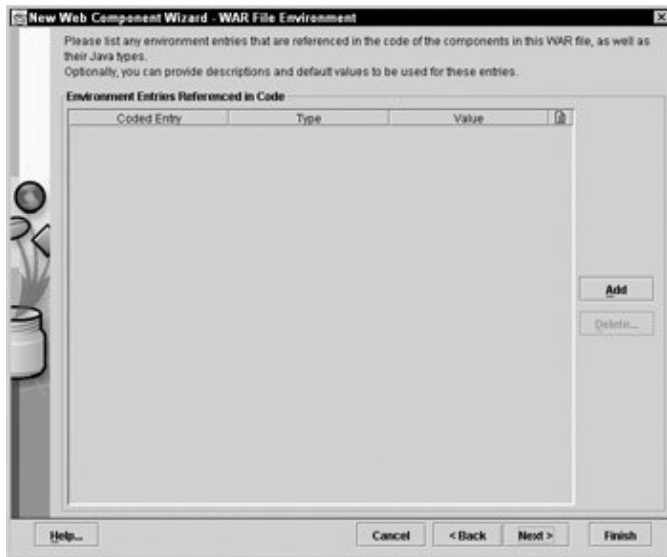 New Web Component Wizard - WAR File Environment
Please list any environment entries that are referenced in the code of the components in this WAR file, as well as
their Java types.
Optionally, you can provide descriptions and default values to be used for these entries.
Environment Entries Referenced in Code
Coded Entry Type Value
Add
Delete...
Help... Cancel < Back Next > Finish